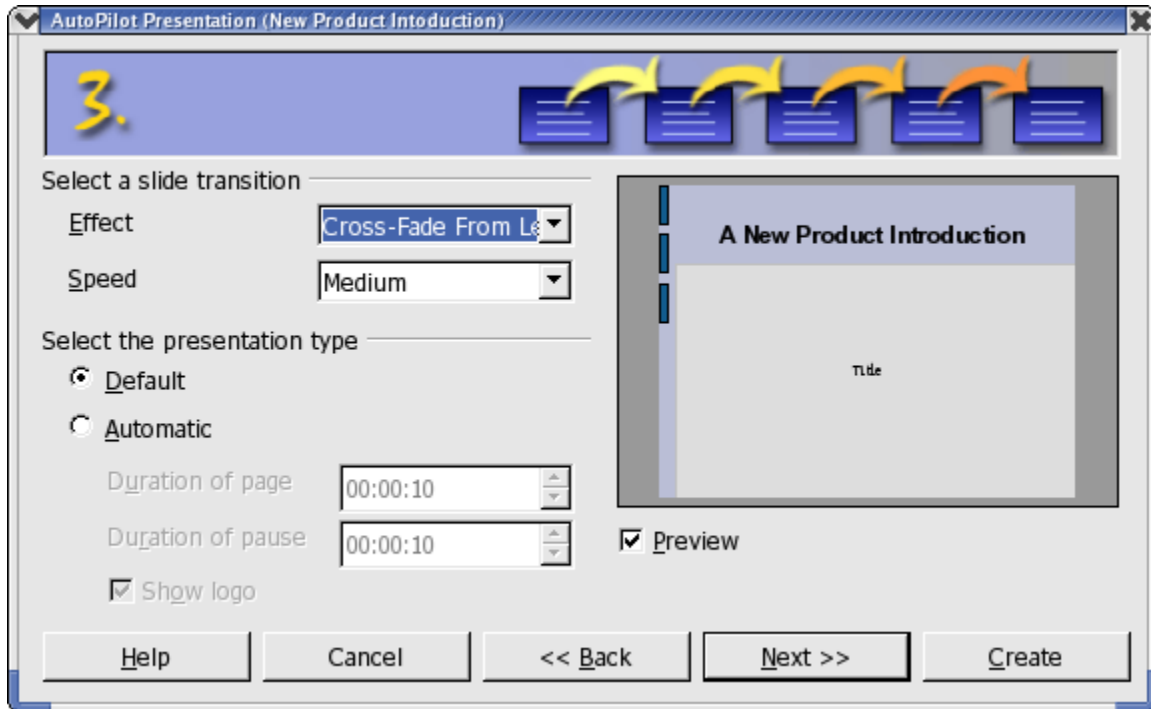 AutoPilot Presentation (New Product Intoduction)
3.
Select a slide transition
Effect
Cross-Fade From Le
Speed
Medium
Select the presentation type
Default
Automatic
Duration of page
00:00:10
Duration of pause
00:00:10
Show logo
A New Product Introduction
Title
Preview
Help
Cancel
<< Back
Next >>
Create